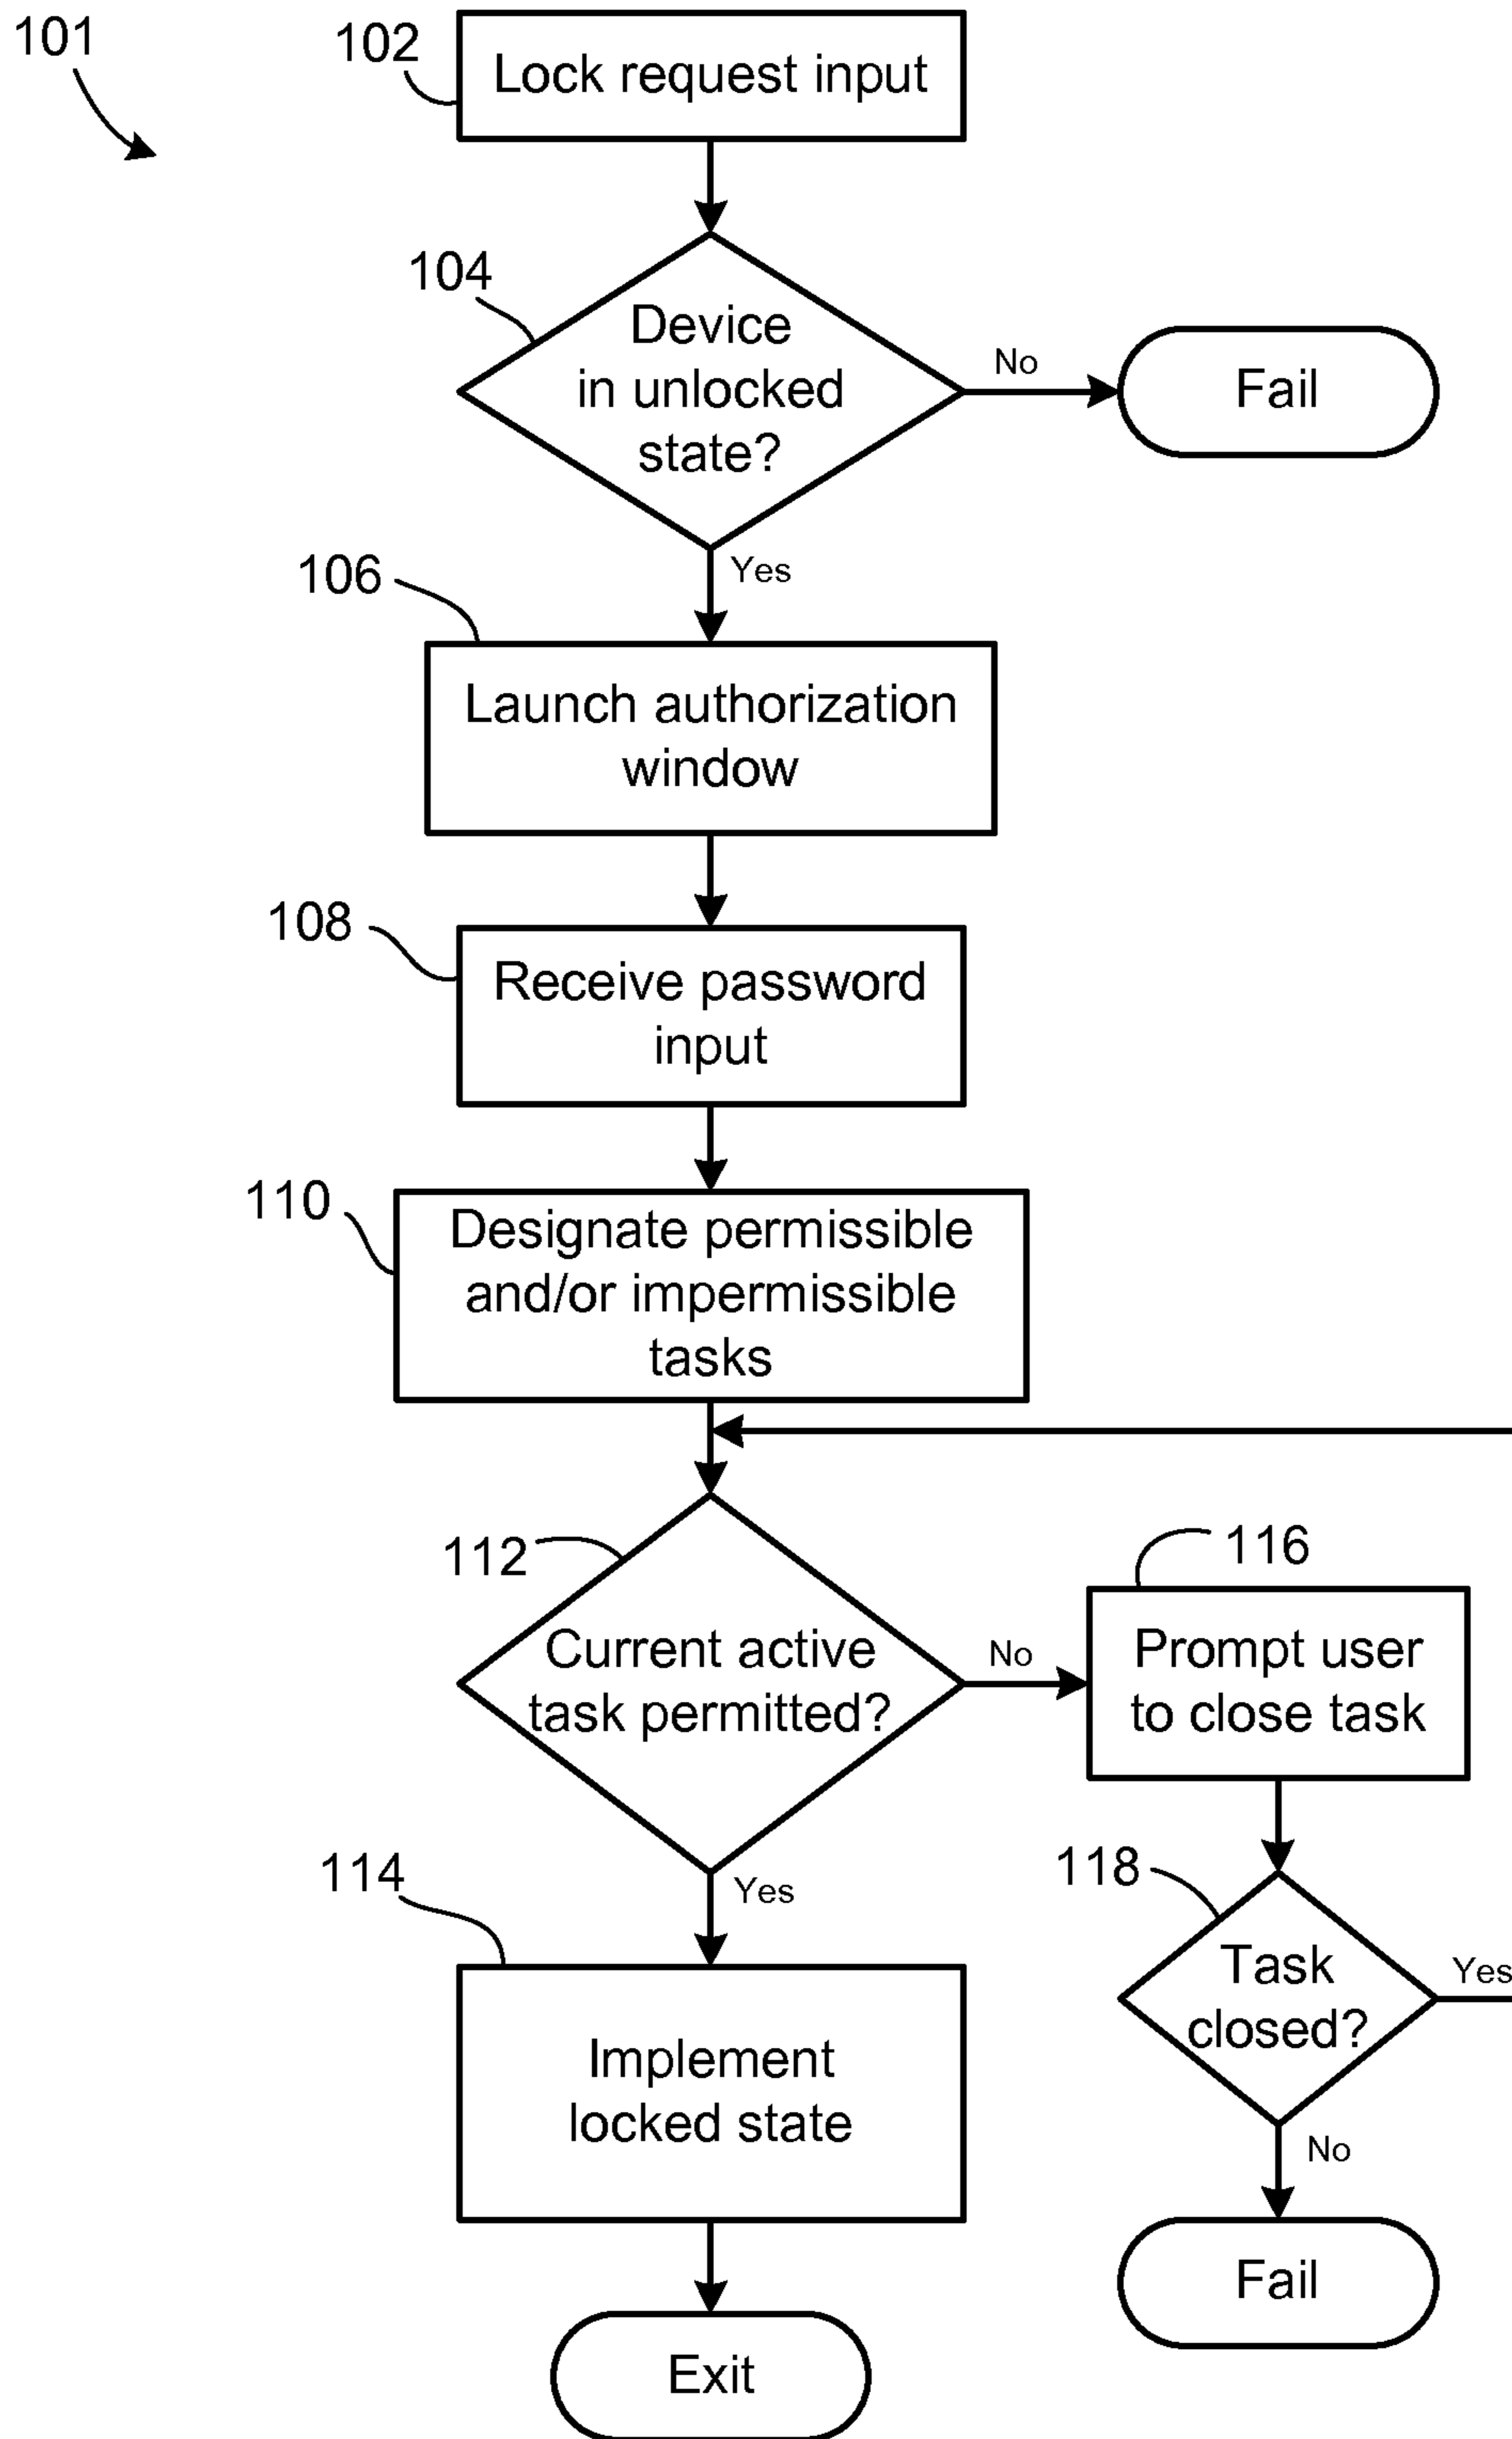 101
102
Lock request input
104
Device
in unlocked
state?
No
Fail
Yes
106
Launch authorization
window
108
Receive password
input
110
Designate permissible
and/or impermissible
tasks
112
Current active
task permitted?
No
116
Prompt user
to close task
Yes
114
Implement
locked state
118
Task
closed?
Yes
No
Fail
Exit